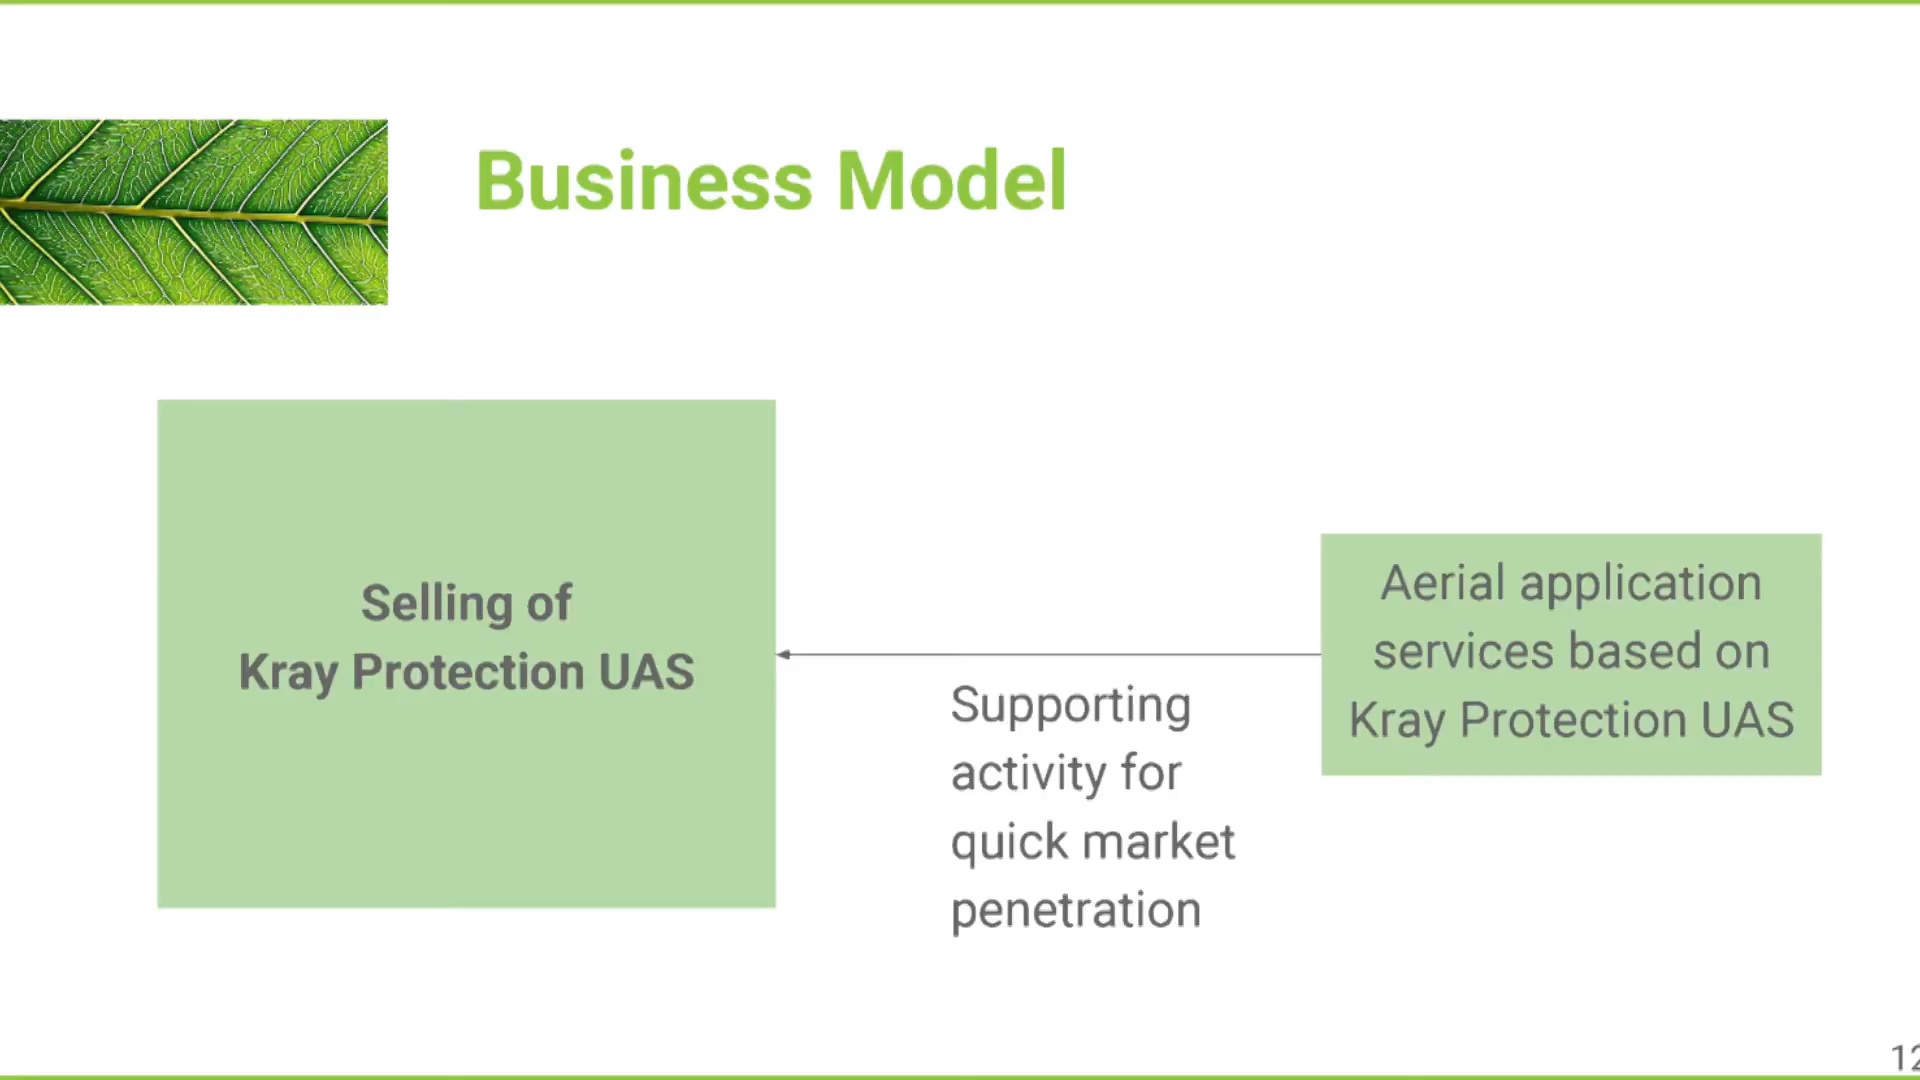 Business Model
Selling of
Kray Protection UAS
Supporting
activity for
quick market
penetration
Aerial application
services based on
Kray Protection UAS
12